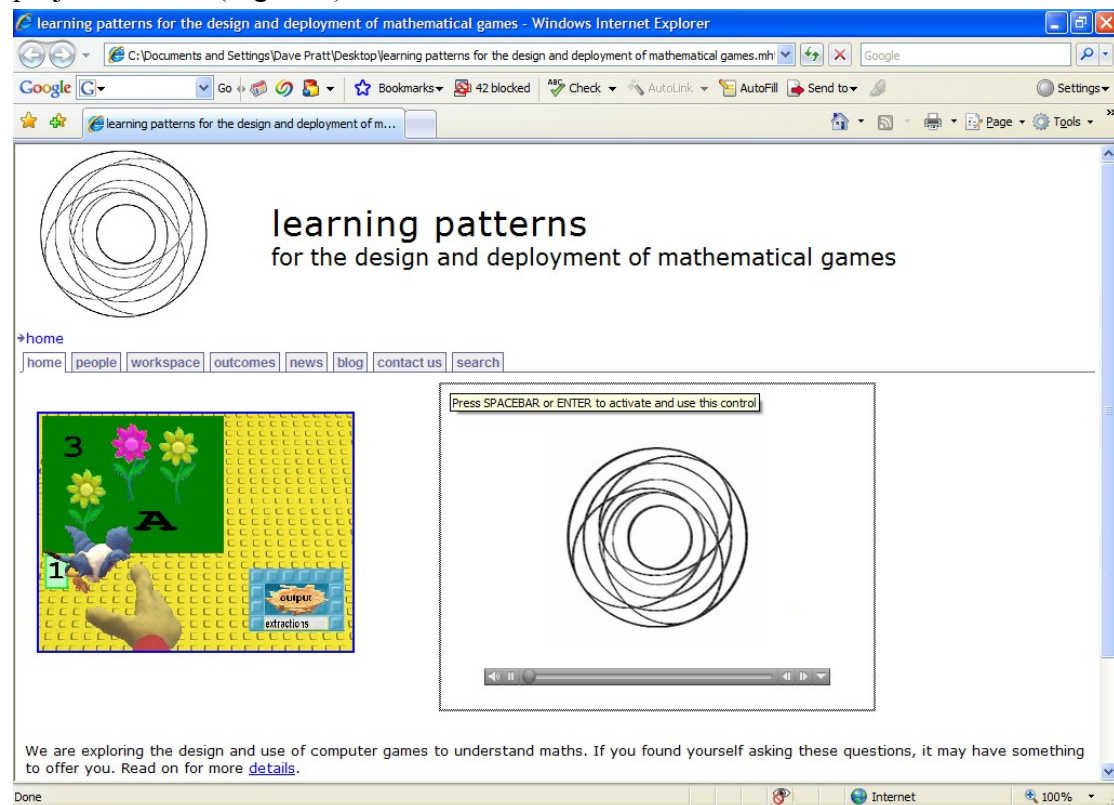 learning patterns for the design and deployment of mathematical games - Windows Internet Explorer
C:\Documents and Settings\Dave Pratt\Desktop\learning patterns for the design and deployment of mathematical games.mh
Google
Google G Go Bookmarks 42 blocked ABC Check AutoLink AutoFill Send to Settings
learning patterns for the design and deployment of m... Page Tools »
learning patterns
for the design and deployment of mathematical games
home
home people workspace outcomes news blog contact us search
Press SPACEBAR or ENTER to activate and use this control
3
A
1
output
extractions
We are exploring the design and use of computer games to understand maths. If you found yourself asking these questions, it may have something
to offer you. Read on for more details.
Done Internet 100%